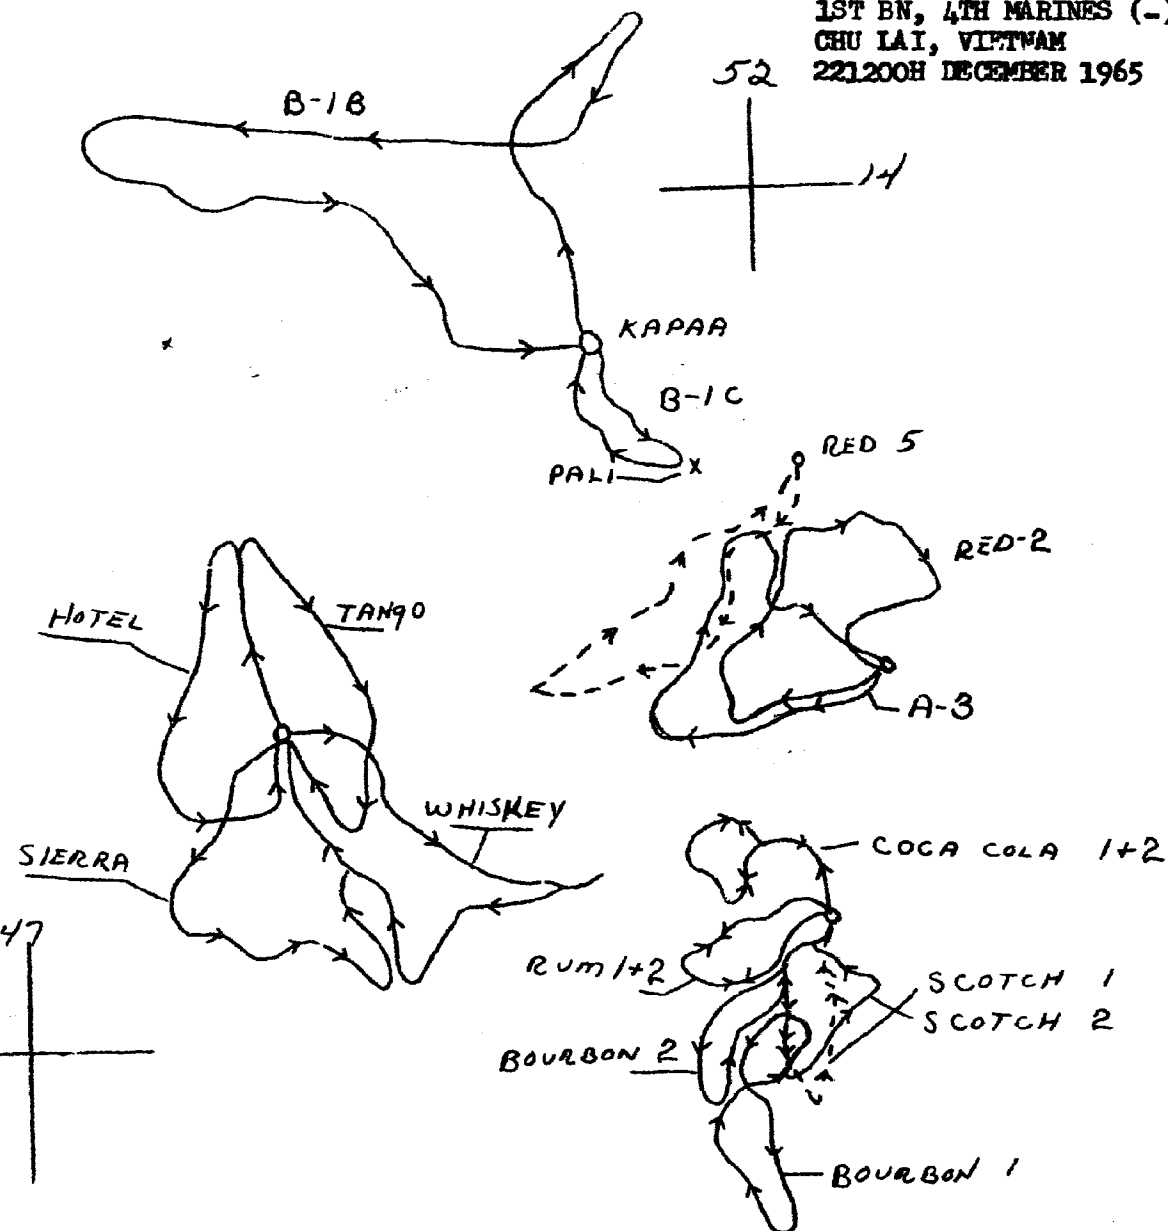 1ST BN, 4TH MARINES (-)
CHU LAI, VIETNAM
221200H DECEMBER 1965
52
14
B-1B
KAPAA
B-1C
PALI
RED 5
RED-2
A-3
HOTEL
TANGO
WHISKEY
SIERRA
47
COCA COLA 1+2
RUM 1+2
SCOTCH 1
SCOTCH 2
BOURBON 2
BOURBON 1